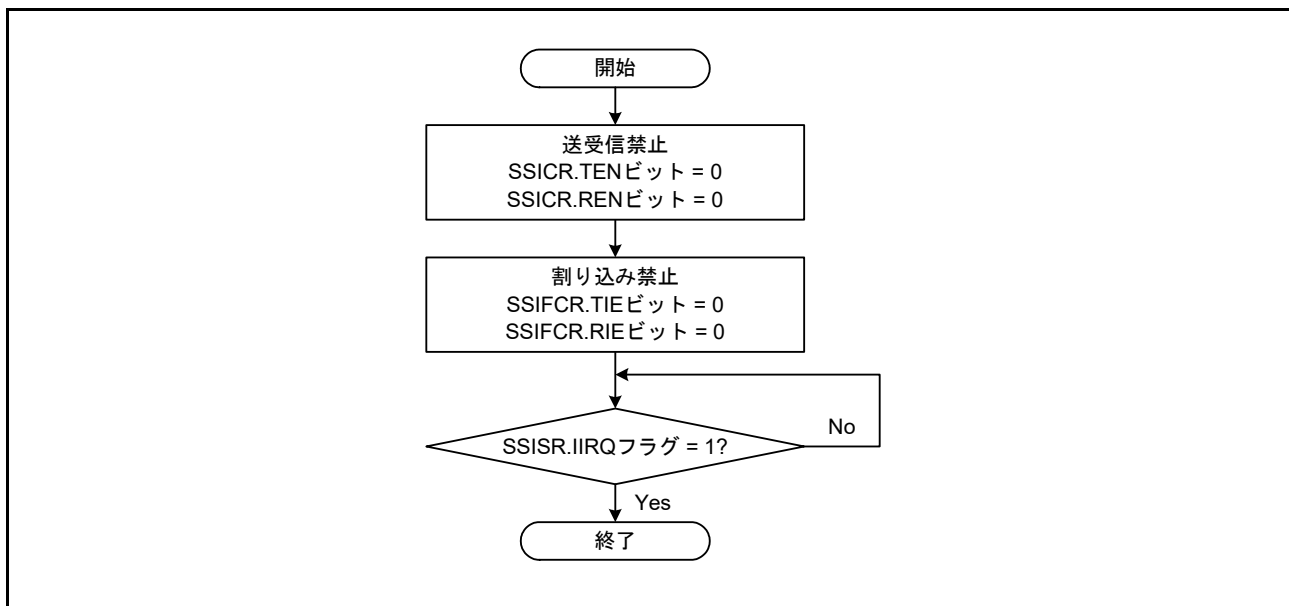 開始
送受信禁止
SSICR.TENビット = 0
SSICR.RENビット = 0
割り込み禁止
SSIFCR.TIEビット = 0
SSIFCR.RIEビット = 0
SSISR.IIRQフラグ = 1?
No
Yes
終了